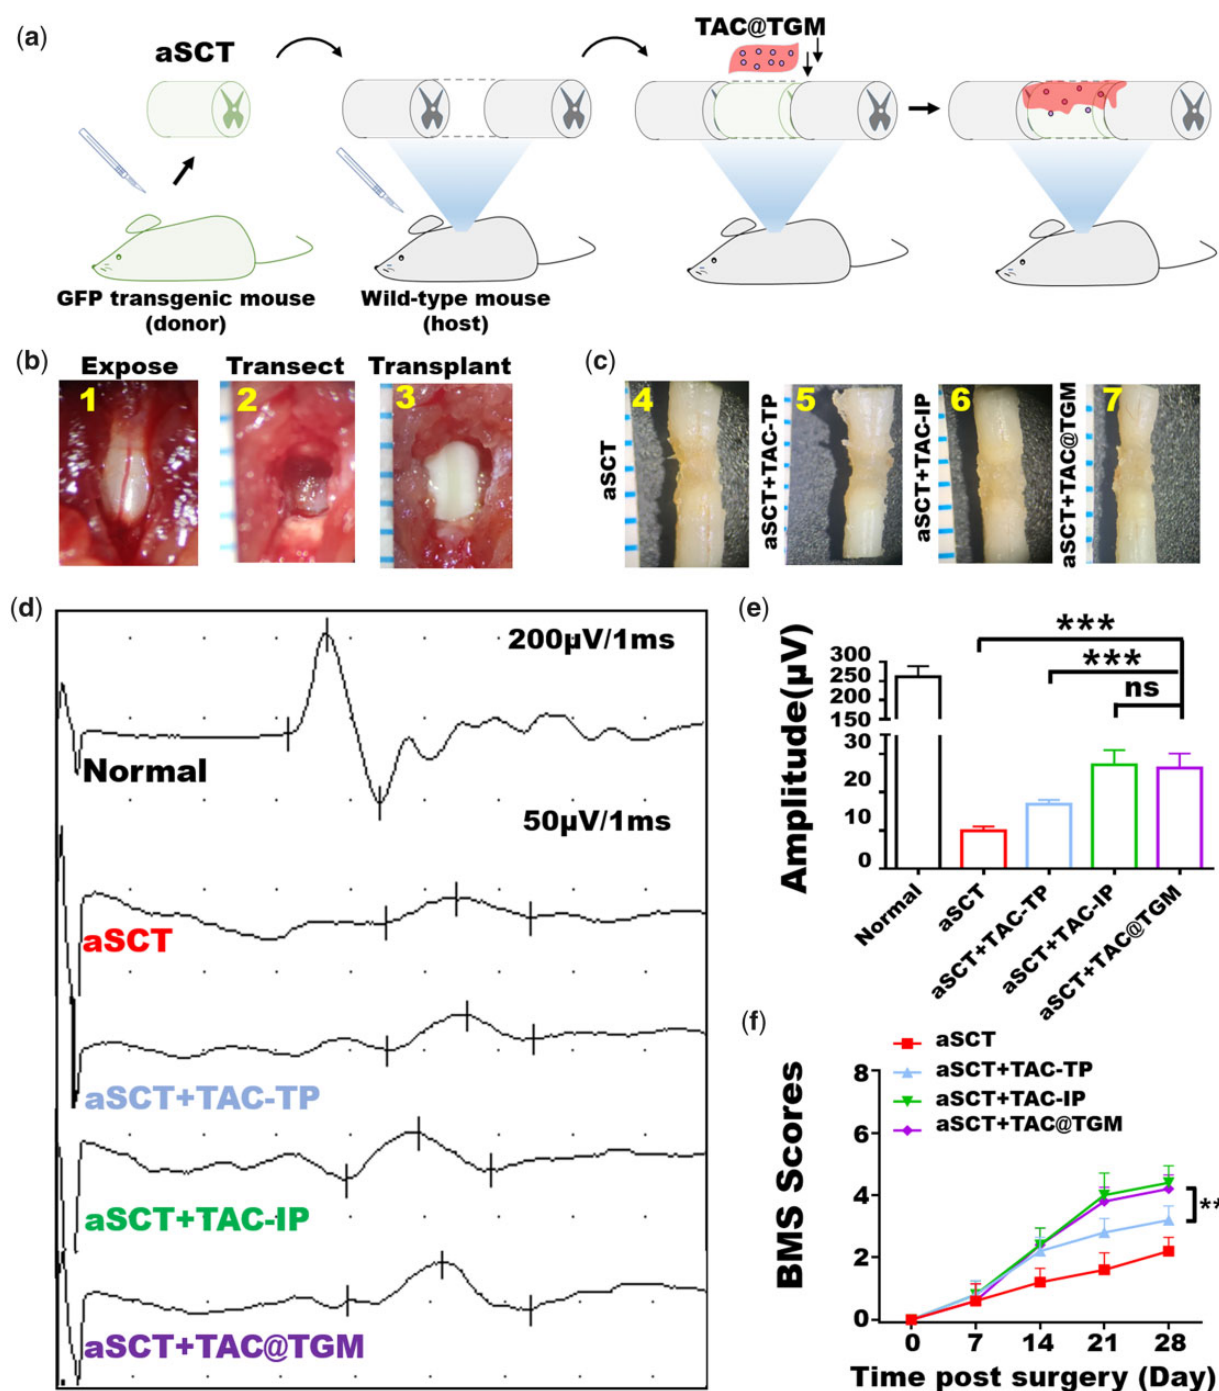 (a)
aSCT
TAC@TGM
GFP transgenic mouse
(donor)
Wild-type mouse
(host)
(b)
Expose
Transect
Transplant
1
2
3
(c)
aSCT
4
aSCT+TAC-TP
5
aSCT+TAC-IP
6
aSCT+TAC@TGM
7
(d)
200µV/1ms
Normal
50µV/1ms
aSCT
aSCT+TAC-TP
aSCT+TAC-IP
aSCT+TAC@TGM
(e)
Amplitude(µV)
300
250
200
150
30
20
10
0
***
***
ns
Normal
aSCT
aSCT+TAC-TP
aSCT+TAC-IP
aSCT+TAC@TGM
(f)
aSCT
aSCT+TAC-TP
aSCT+TAC-IP
aSCT+TAC@TGM
BMS Scores
8
6
4
2
0
**
0 7 14 21 28
Time post surgery (Day)